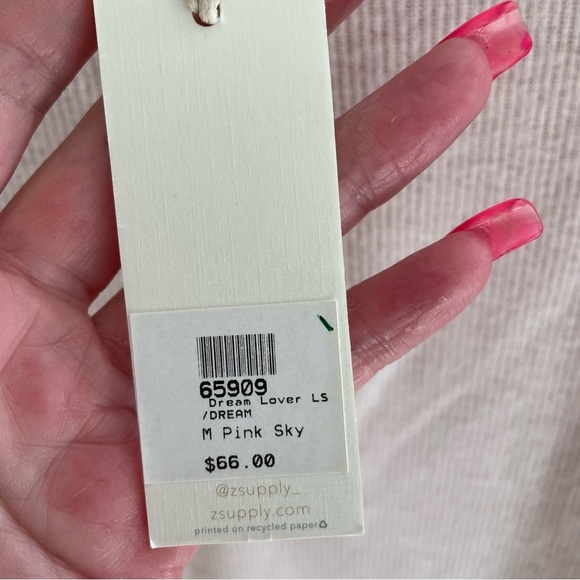 65909
Dream Lover LS
/DREAM
M Pink Sky
$66.00
@zsupply_
zsupply.com
printed on recycled paper♻